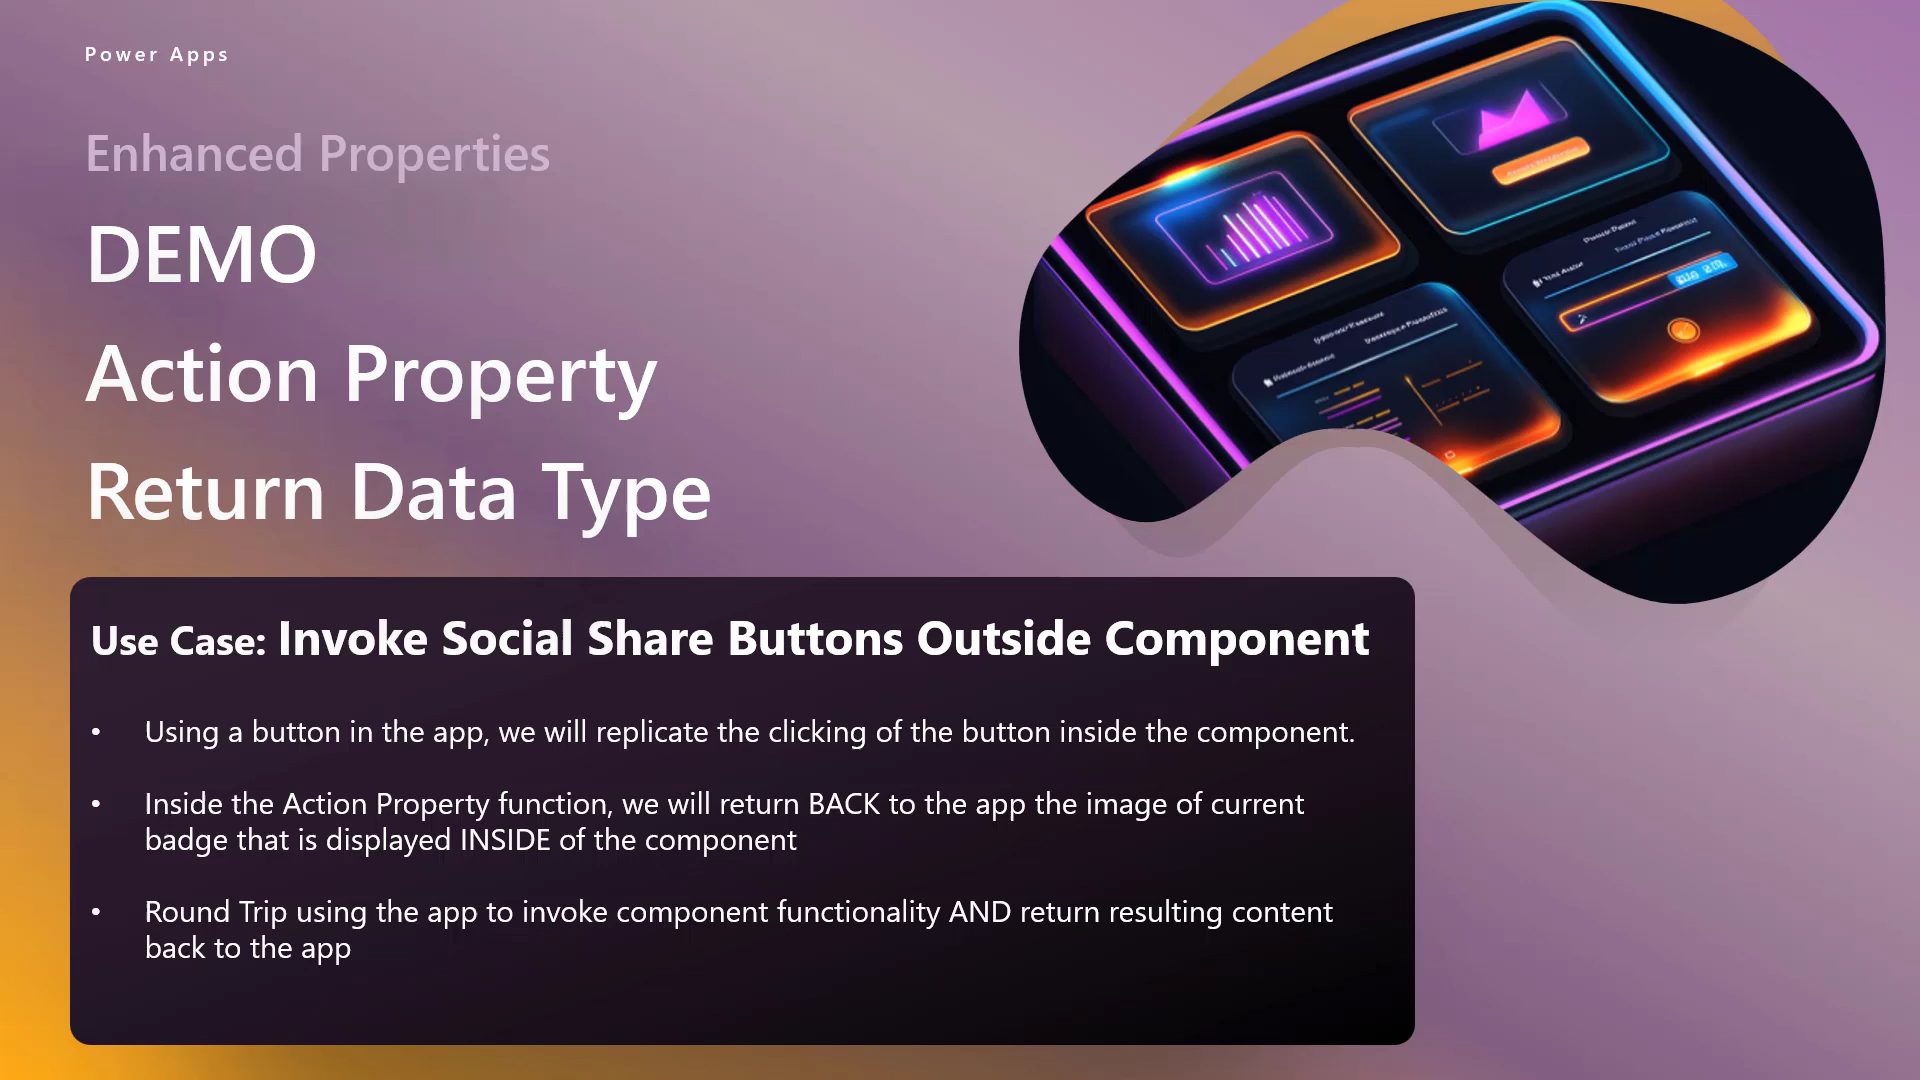 Power Apps
Enhanced Properties
DEMO
Action Property
Return Data Type
Use Case: Invoke Social Share Buttons Outside Component
• Using a button in the app, we will replicate the clicking of the button inside the component.
• Inside the Action Property function, we will return BACK to the app the image of current
badge that is displayed INSIDE of the component
• Round Trip using the app to invoke component functionality AND return resulting content
back to the app